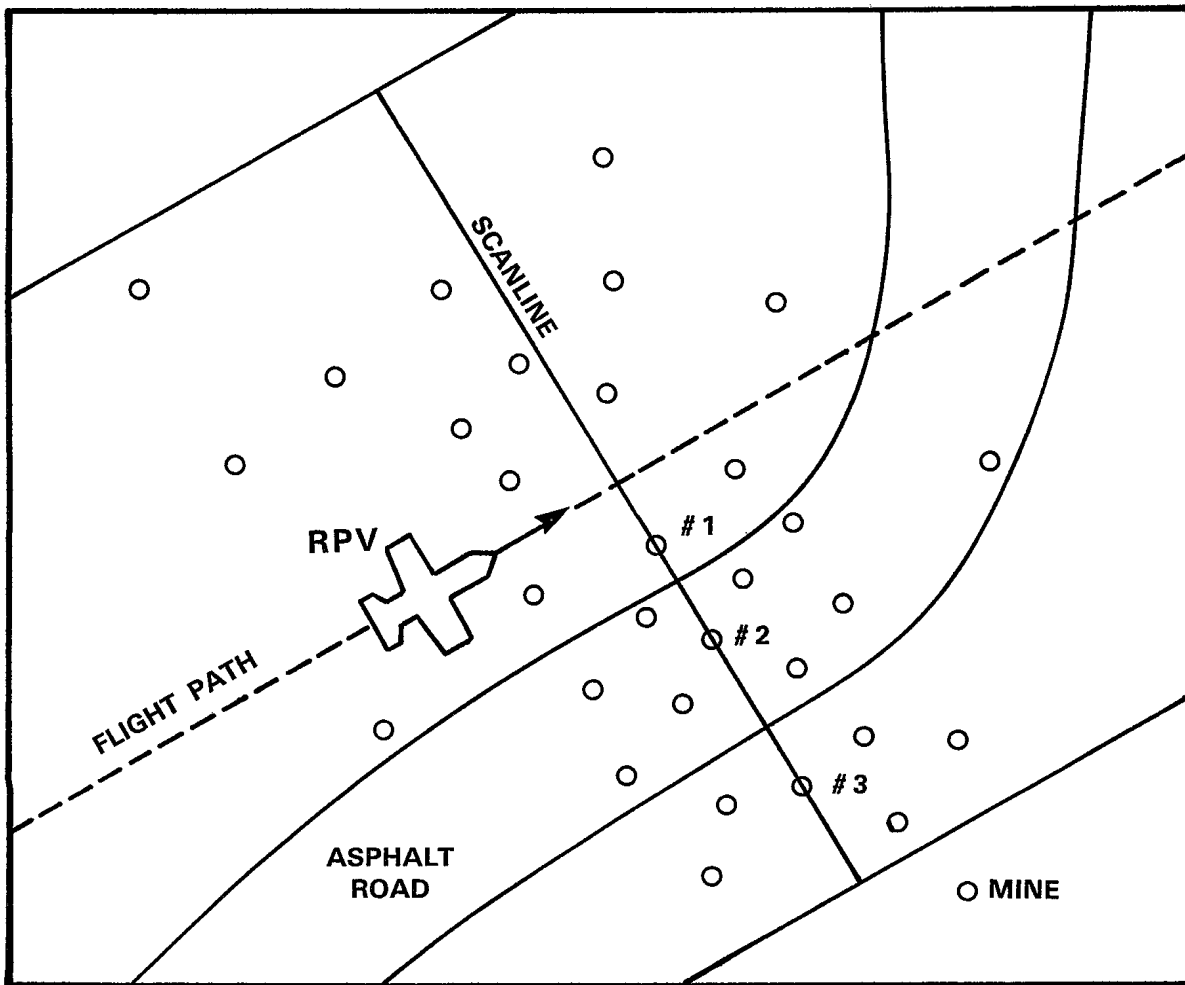 SCANLINE
RPV
#1
#2
FLIGHT PATH
#3
ASPHALT
ROAD
MINE